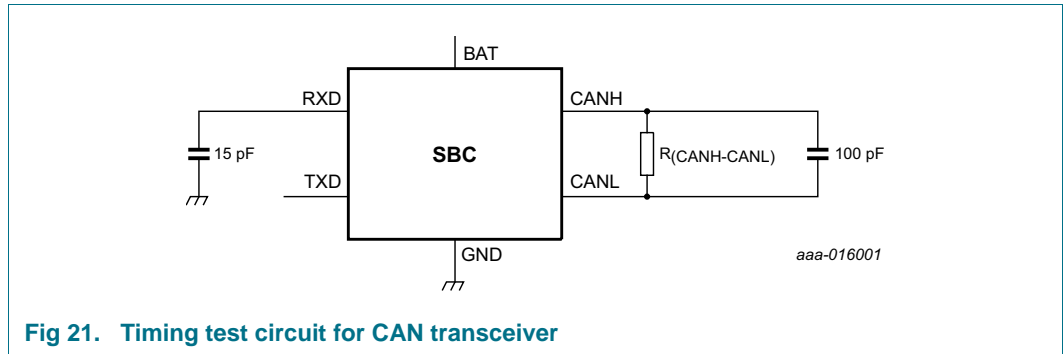 BAT
RXD
CANH
15 pF
SBC
R(CANH-CANL)
100 pF
TXD
CANL
GND
aaa-016001
Fig 21. Timing test circuit for CAN transceiver